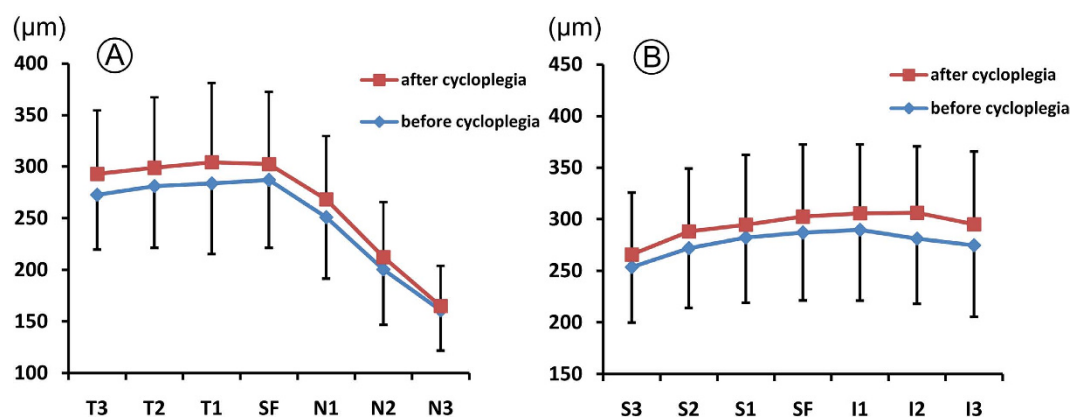 (μm)
A
400
350
300
250
200
150
100
after cycloplegia
before cycloplegia
T3 T2 T1 SF N1 N2 N3
(μm)
B
450
400
350
300
250
200
150
after cycloplegia
before cycloplegia
S3 S2 S1 SF I1 I2 I3